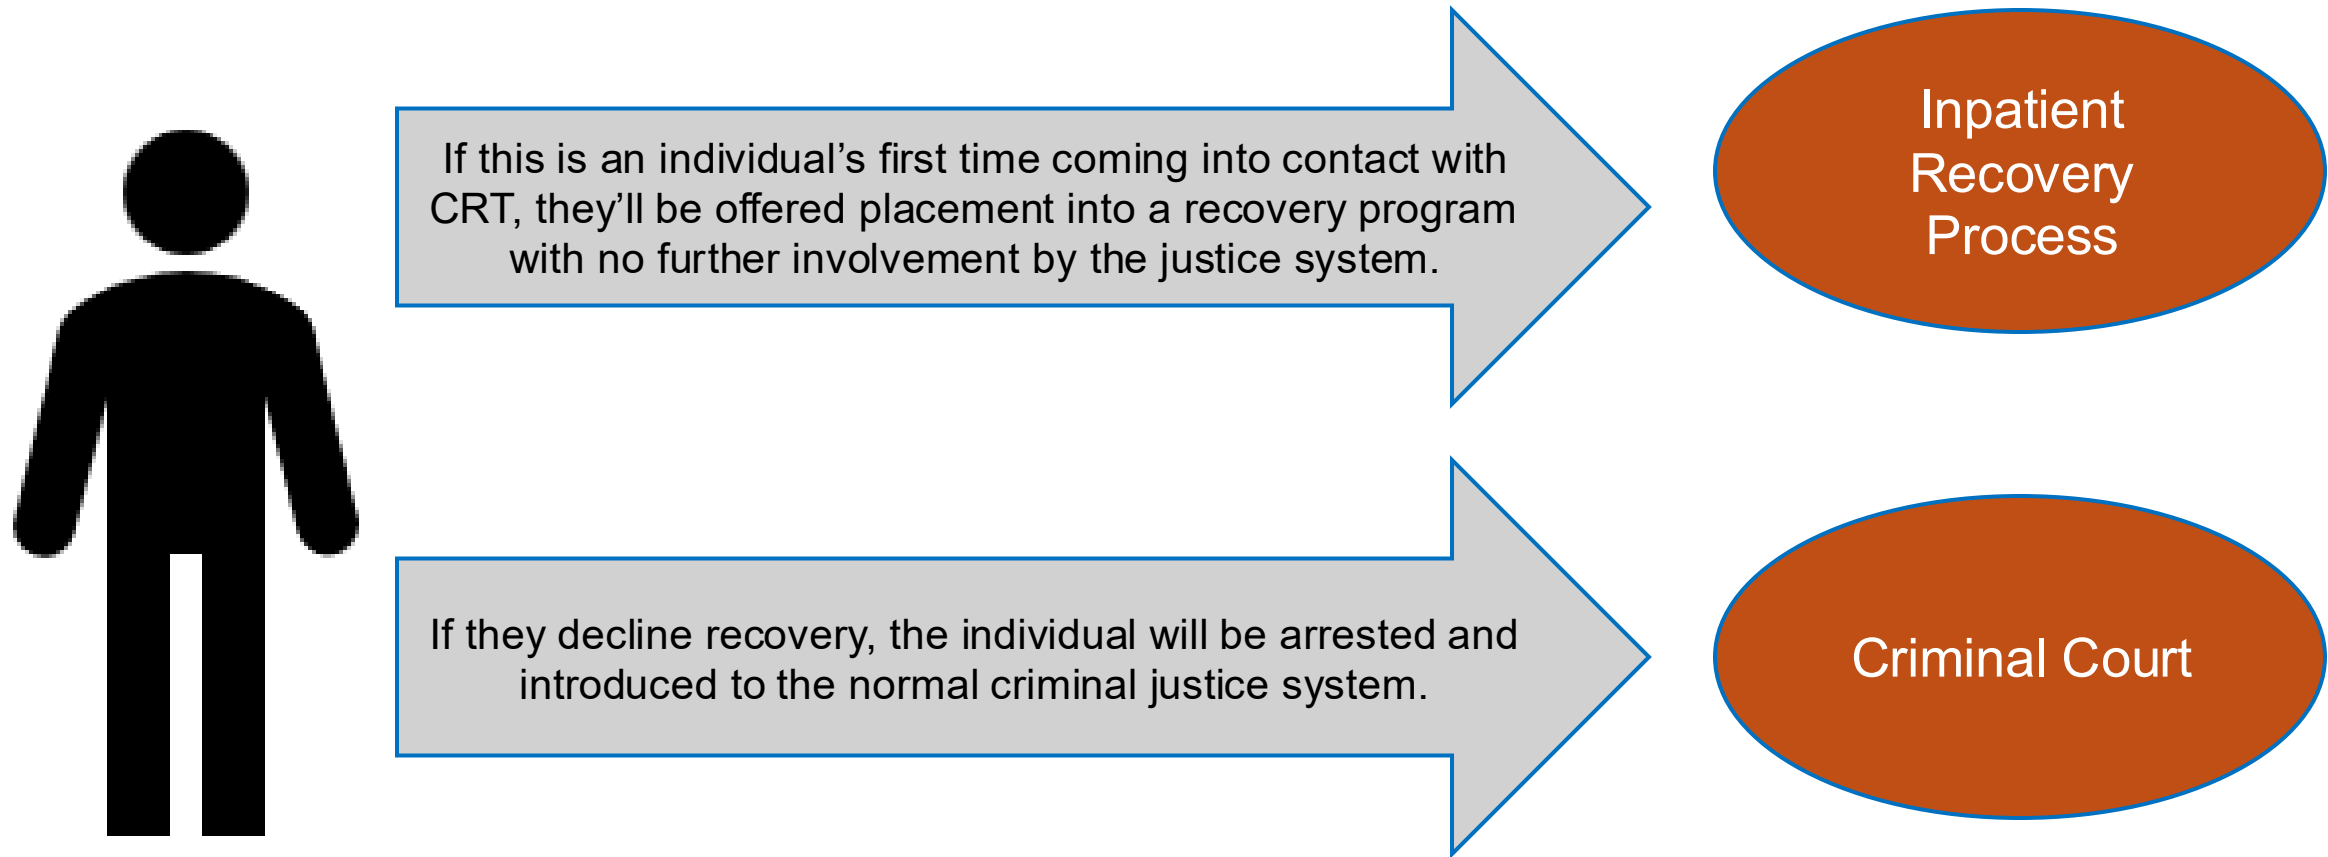 If this is an individual’s first time coming into contact with
CRT, they’ll be offered placement into a recovery program
with no further involvement by the justice system.
Inpatient
Recovery
Process
If they decline recovery, the individual will be arrested and
introduced to the normal criminal justice system.
Criminal Court